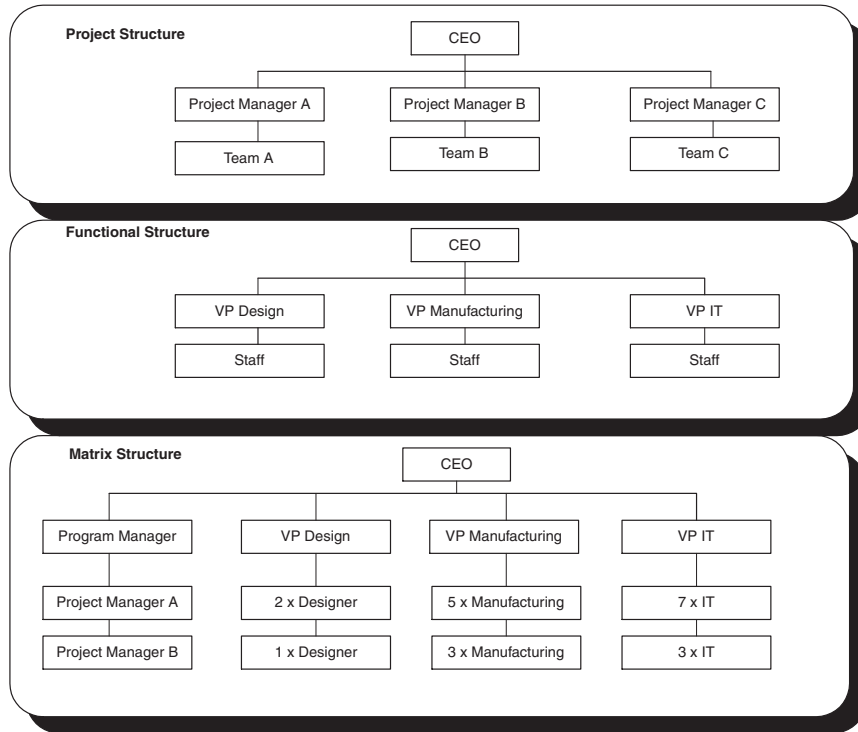 Project Structure
CEO
Project Manager A
Project Manager B
Project Manager C
Team A
Team B
Team C
Functional Structure
CEO
VP Design
VP Manufacturing
VP IT
Staff
Staff
Staff
Matrix Structure
CEO
Program Manager
VP Design
VP Manufacturing
VP IT
Project Manager A
2 x Designer
5 x Manufacturing
7 x IT
Project Manager B
1 x Designer
3 x Manufacturing
3 x IT